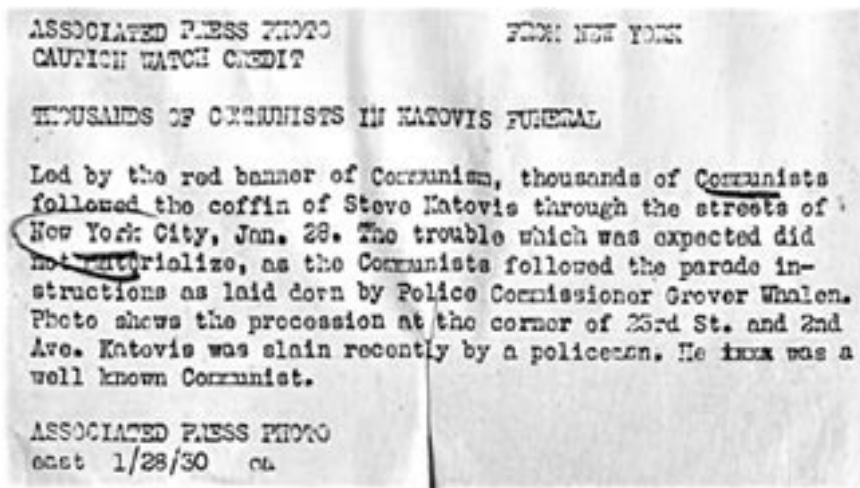 ASSOCIATED PRESS PHOTO FROM NEW YORK
CAUTION WATCH CREDIT
THOUSANDS OF COMMUNISTS IN KATOVIS FUNERAL
Led by the red banner of Communism, thousands of Communists
followed the coffin of Steve Katovis through the streets of
New York City, Jan. 28. The trouble which was expected did
not materialize, as the Communists followed the parade in-
structions as laid down by Police Commissioner Grover Whalen.
Photo shows the procession at the corner of 23rd St. and 2nd
Ave. Katovis was slain recently by a policeman. He was a
well known Communist.
ASSOCIATED PRESS PHOTO
east 1/28/30